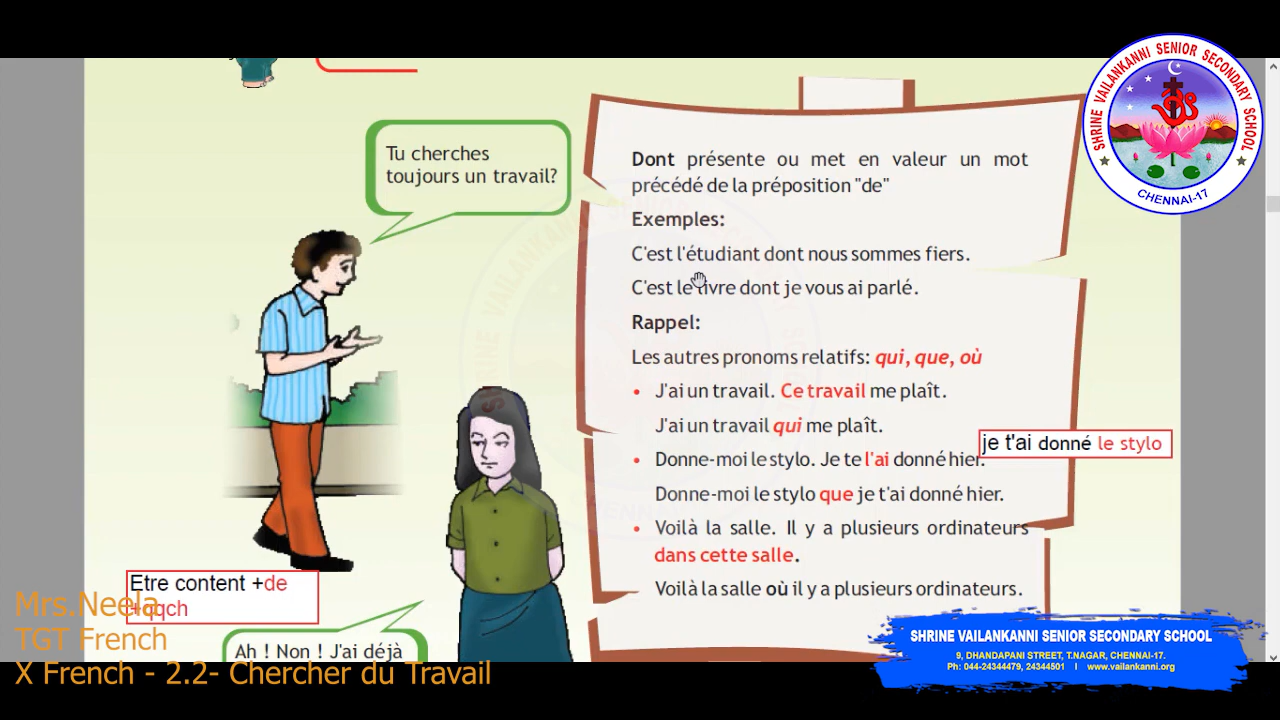 Tu cherches
toujours un travail?
Dont présente ou met en valeur un mot
précédé de la préposition "de"
Exemples:
C'est l'étudiant dont nous sommes fiers.
C'est le livre dont je vous ai parlé.
Rappel:
Les autres pronoms relatifs: qui, que, où
• J'ai un travail. Ce travail me plaît.
J'ai un travail qui me plaît.
je t'ai donné le stylo
• Donne-moi le stylo. Je te l'ai donné hier.
Donne-moi le stylo que je t'ai donné hier.
• Voilà la salle. Il y a plusieurs ordinateurs
dans cette salle.
Voilà la salle où il y a plusieurs ordinateurs.
Etre content +de
+qqch
Ah ! Non ! J'ai déjà
Mrs.Neela
TGT French
X French - 2.2- Chercher du Travail
SHRINE VAILANKANNI SENIOR SECONDARY SCHOOL
CHENNAI-17
SHRINE VAILANKANNI SENIOR SECONDARY SCHOOL
9, DHANDAPANI STREET, T.NAGAR, CHENNAI-17.
Ph: 044-24344479, 24344501 I www.vailankanni.org